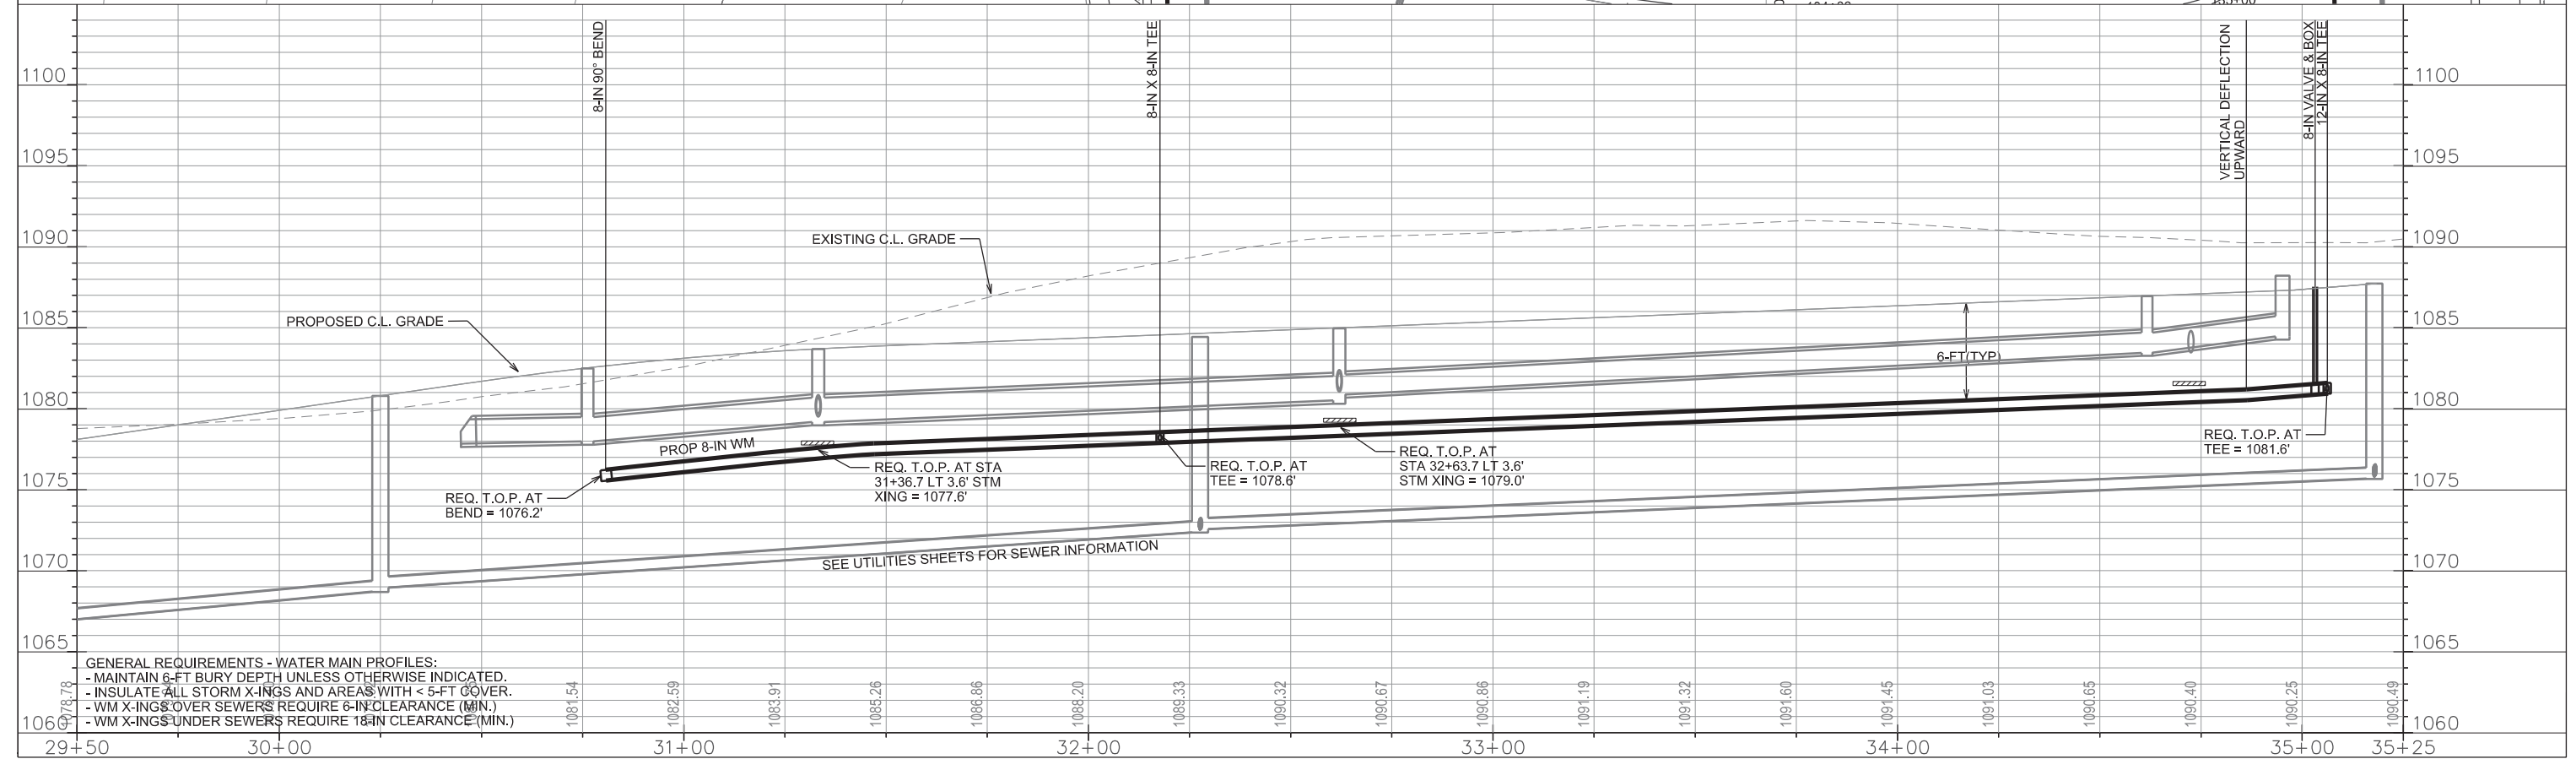 8-IN 90° BEND
8-IN X 8-IN TEE
VERTICAL DEFLECTION
UPWARD
8-IN VALVE & BOX
12-IN X 8-IN TEE
1100
1100
1095
1095
1090
1090
EXISTING C.L. GRADE
1085
1085
PROPOSED C.L. GRADE
6-FT(TYP)
1080
1080
PROP 8-IN WM
REQ. T.O.P. AT
TEE = 1081.6'
REQ. T.O.P. AT
STA 32+63.7 LT 3.6'
STM XING = 1079.0'
REQ. T.O.P. AT
TEE = 1078.6'
REQ. T.O.P. AT STA
31+36.7 LT 3.6' STM
XING = 1077.6'
1075
1075
REQ. T.O.P. AT
BEND = 1076.2'
1070
1070
SEE UTILITIES SHEETS FOR SEWER INFORMATION
1065
1065
GENERAL REQUIREMENTS - WATER MAIN PROFILES:
- MAINTAIN 6-FT BURY DEPTH UNLESS OTHERWISE INDICATED.
- INSULATE ALL STORM X-INGS AND AREAS WITH < 5-FT COVER.
- WM X-INGS OVER SEWERS REQUIRE 6-IN CLEARANCE (MIN.)
- WM X-INGS UNDER SEWERS REQUIRE 18-IN CLEARANCE (MIN.)
1060
1060
1078.78
1081.54
1082.59
1083.91
1085.26
1086.86
1088.20
1089.33
1090.32
1090.67
1090.86
1091.19
1091.32
1091.60
1091.45
1091.03
1090.65
1090.40
1090.25
1090.49
29+50
30+00
31+00
32+00
33+00
34+00
35+00
35+25